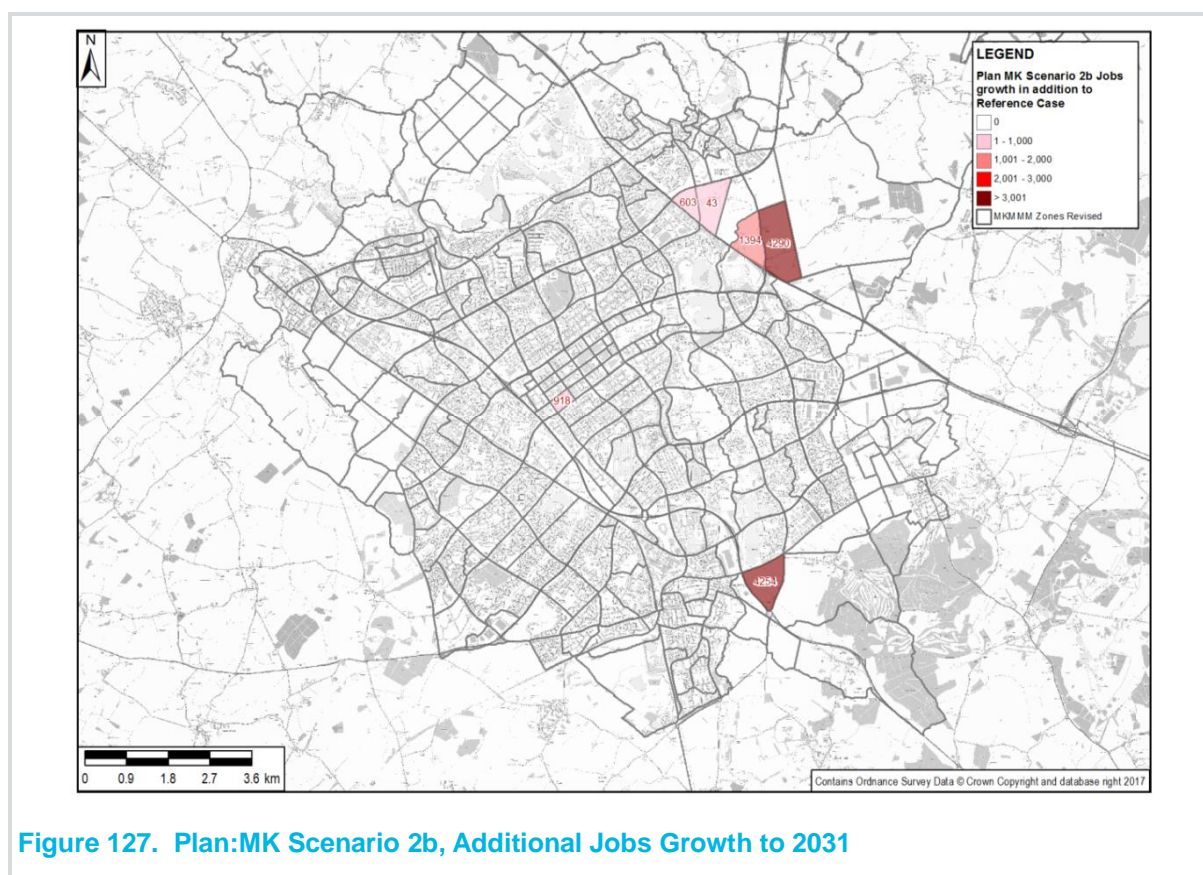 N
LEGEND
Plan MK Scenario 2b Jobs
growth in addition to
Reference Case
0
1 - 1,000
1,001 - 2,000
2,001 - 3,000
> 3,001
MKMMM Zones Revised
603
43
1394
4290
918
4254
0 0.9 1.8 2.7 3.6 km
Contains Ordnance Survey Data © Crown Copyright and database right 2017
Figure 127. Plan:MK Scenario 2b, Additional Jobs Growth to 2031